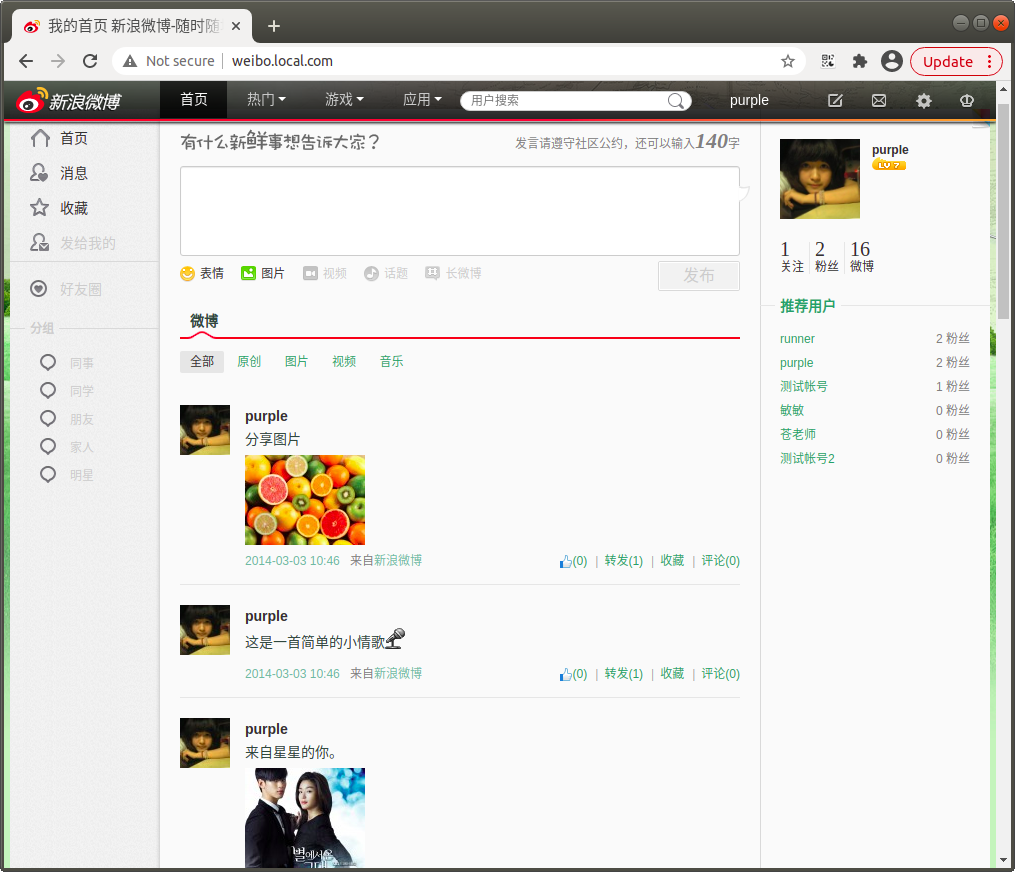 我的首页 新浪微博-随时随
Not secure
weibo.local.com
Update
新浪微博
首页
热门
游戏
应用
用户搜索
purple
首页
消息
收藏
发给我的
好友圈
分组
同事
同学
朋友
家人
明星
有什么新鲜事想告诉大家?
发言请遵守社区公约，还可以输入140字
表情
图片
视频
话题
长微博
发布
微博
全部
原创
图片
视频
音乐
purple
分享图片
2014-03-03 10:46 来自新浪微博
(0) | 转发(1) | 收藏 | 评论(0)
purple
这是一首简单的小情歌
2014-03-03 10:46 来自新浪微博
(0) | 转发(1) | 收藏 | 评论(0)
purple
来自星星的你。
별에서 온
그대
purple
LV 7
1 2 16
关注 粉丝 微博
推荐用户
runner 2 粉丝
purple 2 粉丝
测试帐号 1 粉丝
敏敏 0 粉丝
苍老师 0 粉丝
测试帐号2 0 粉丝